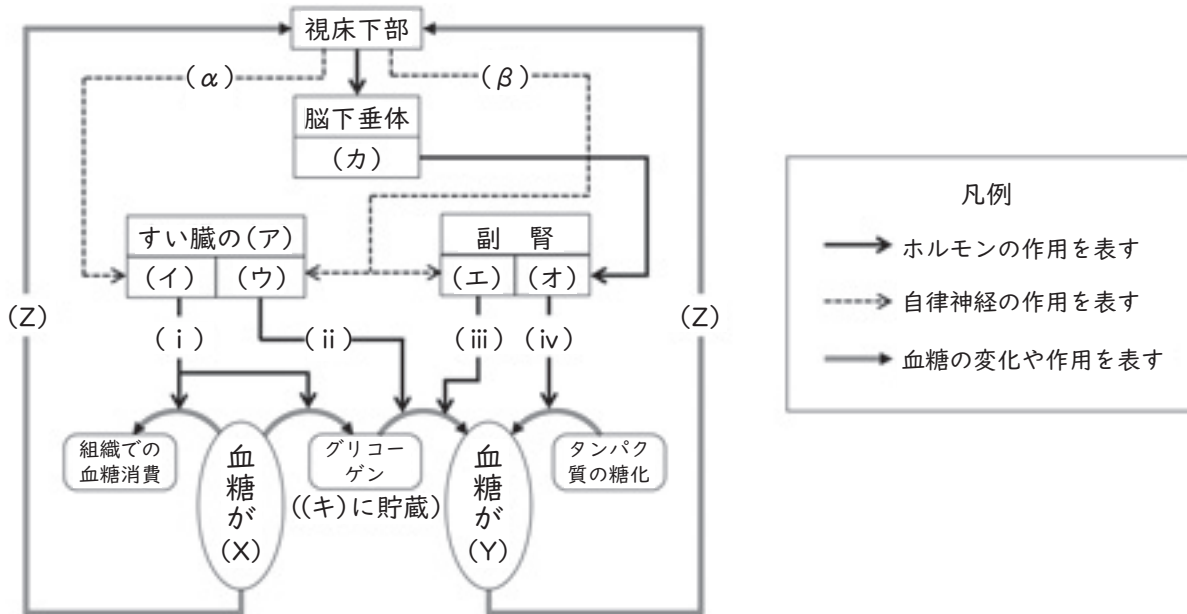 視床下部
(α)
(β)
脳下垂体
(カ)
すい臓の(ア)
(イ)
(ウ)
副 腎
(エ)
(オ)
(Z)
(ⅰ)
(ⅱ)
(ⅲ)
(ⅳ)
(Z)
組織での
血糖消費
血糖が
(X)
グリコー
ゲン
((キ)に貯蔵)
血糖が
(Y)
タンパク
質の糖化
凡例
ホルモンの作用を表す
自律神経の作用を表す
血糖の変化や作用を表す